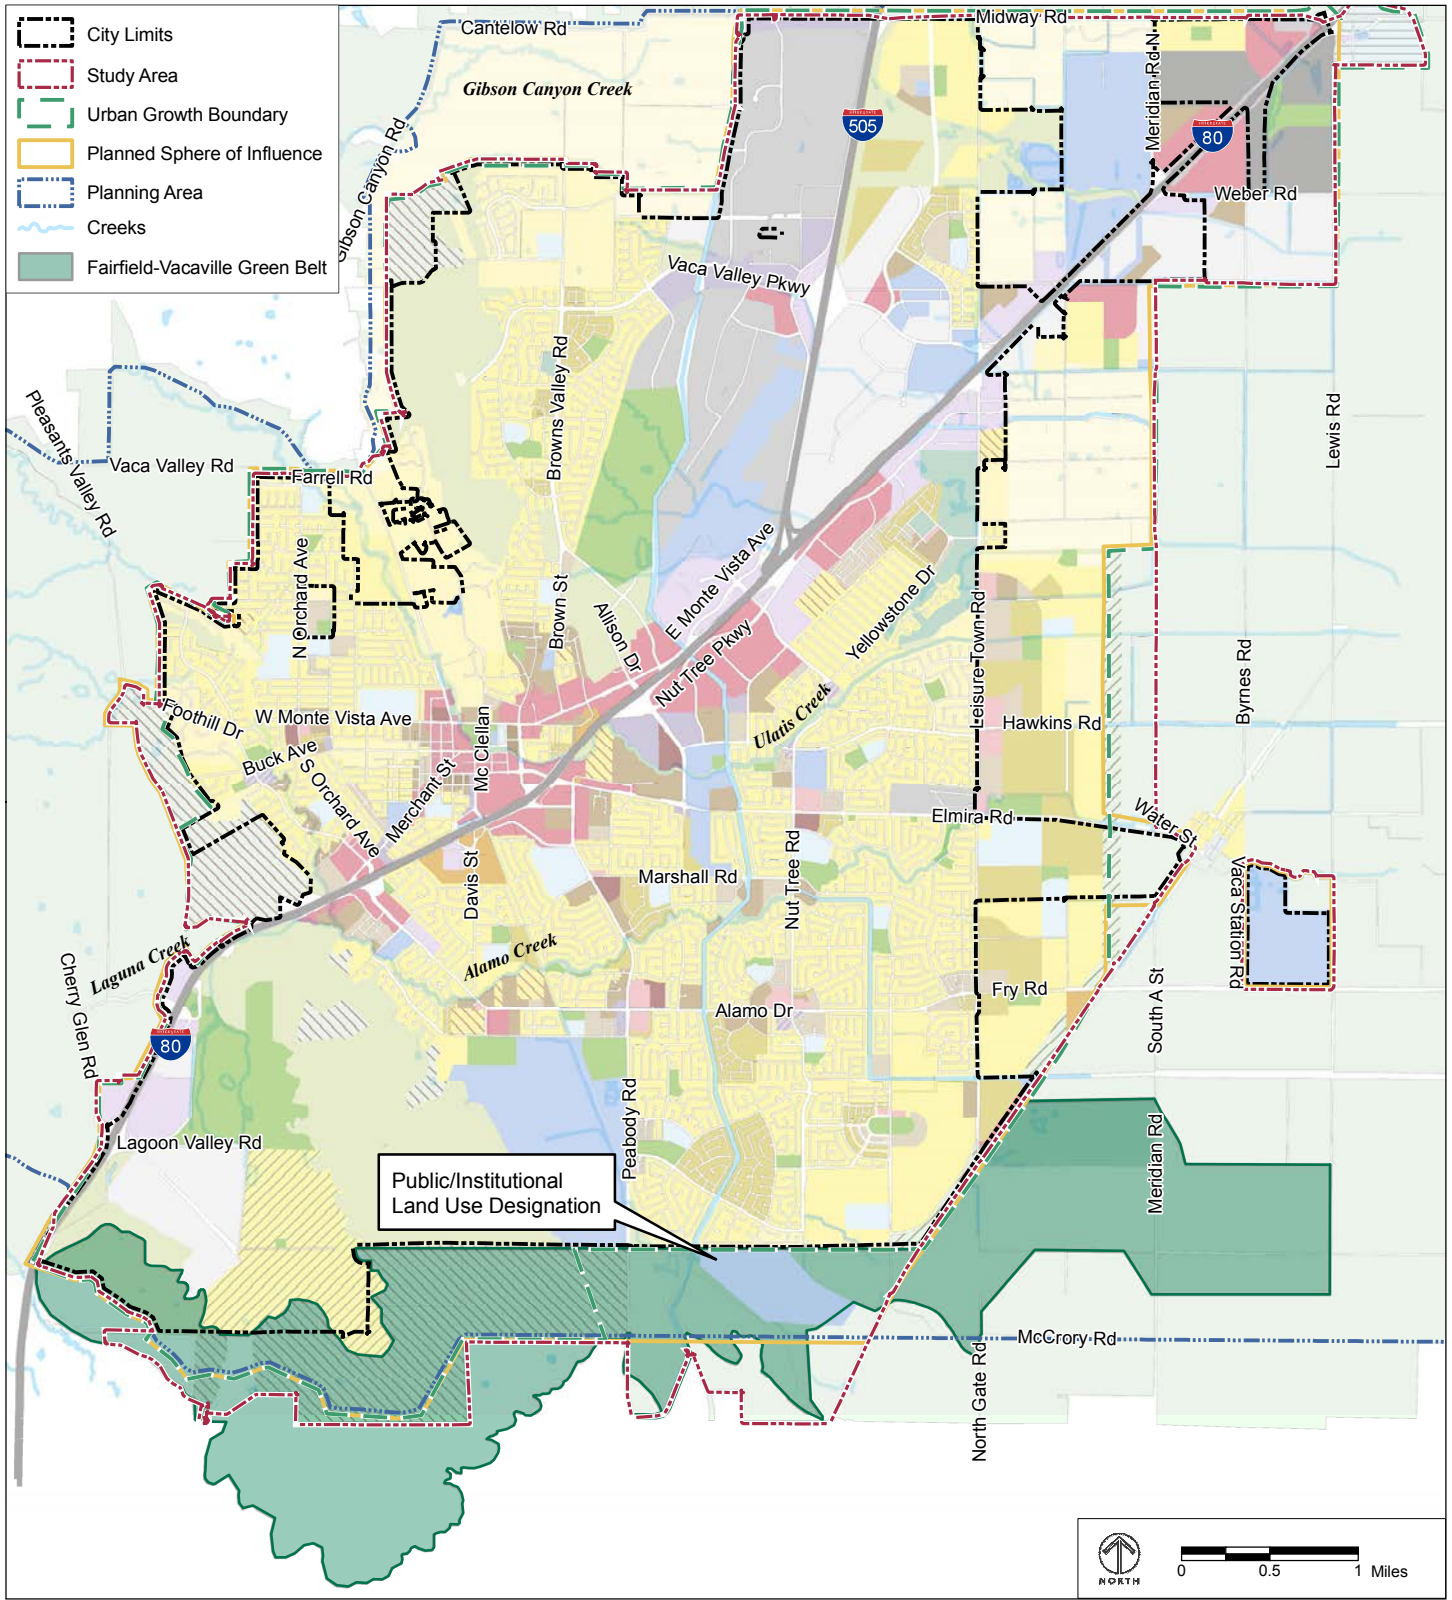 City Limits
Study Area
Urban Growth Boundary
Planned Sphere of Influence
Planning Area
Creeks
Fairfield-Vacaville Green Belt
Cantelow Rd
Midway Rd
Gibson Canyon Creek
Gibson Canyon Rd
INTERSTATE
505
Meridian Rd N
INTERSTATE
80
Weber Rd
Vaca Valley Pkwy
Browns Valley Rd
Pleasants Valley Rd
Vaca Valley Rd
Farrell Rd
Lewis Rd
N Orchard Ave
Brown St
Allison Dr
E Monte Vista Ave
Nut Tree Pkwy
Yellowstone Dr
Leisure Town Rd
Byrnes Rd
Foothill Dr
W Monte Vista Ave
Mc Clellan
Ulatis Creek
Hawkins Rd
Buck Ave
S Orchard Ave
Merchant St
Elmira Rd
Water St
Davis St
Marshall Rd
Nut Tree Rd
Vaca Station Rd
Laguna Creek
Alamo Creek
Cherry Glen Rd
Fry Rd
South A St
Alamo Dr
INTERSTATE
80
Peabody Rd
Lagoon Valley Rd
Meridian Rd
Public/Institutional
Land Use Designation
McCrory Rd
North Gate Rd
NORTH
0 0.5 1 Miles